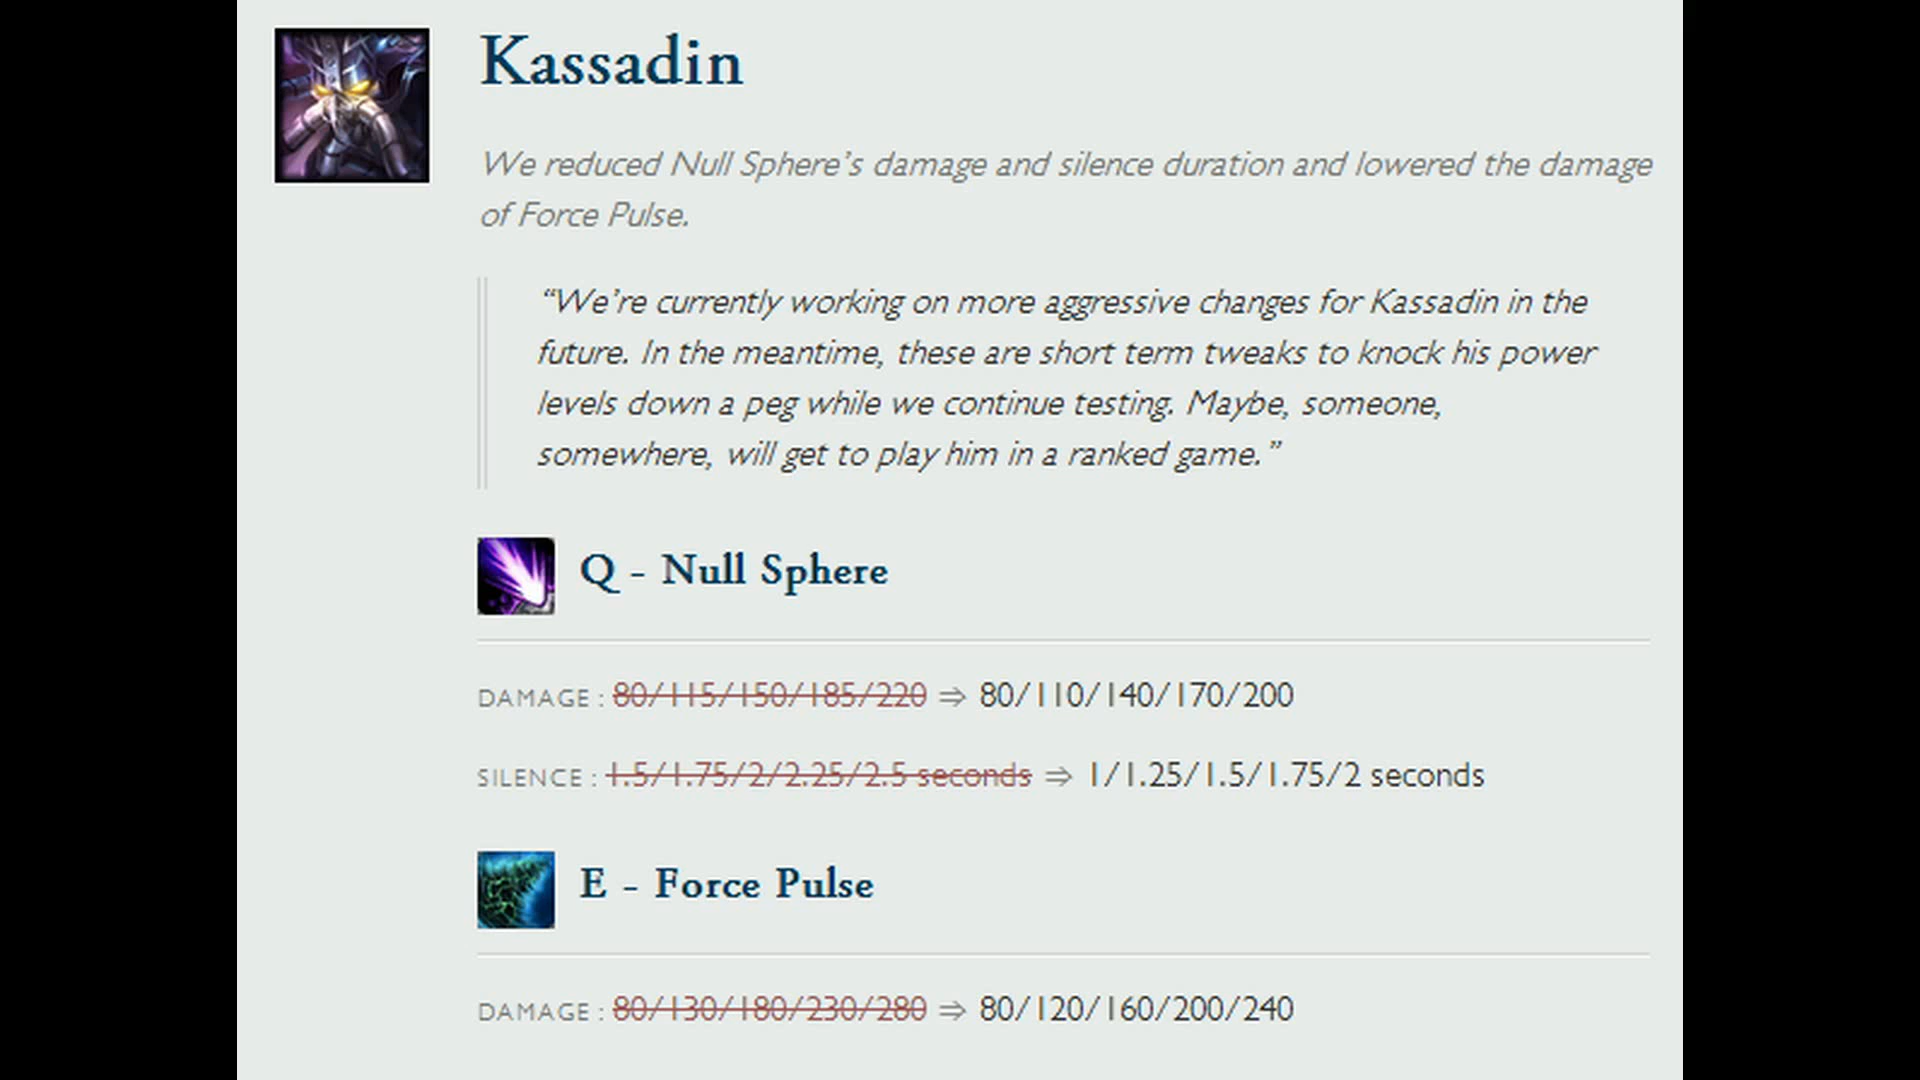 Kassadin
We reduced Null Sphere’s damage and silence duration and lowered the damage
of Force Pulse.
“We’re currently working on more aggressive changes for Kassadin in the
future. In the meantime, these are short term tweaks to knock his power
levels down a peg while we continue testing. Maybe, someone,
somewhere, will get to play him in a ranked game.”
Q - Null Sphere
DAMAGE : 80/115/150/185/220 ⇒ 80/110/140/170/200
SILENCE : 1.5/1.75/2/2.25/2.5 seconds ⇒ 1/1.25/1.5/1.75/2 seconds
E - Force Pulse
DAMAGE : 80/130/180/230/280 ⇒ 80/120/160/200/240